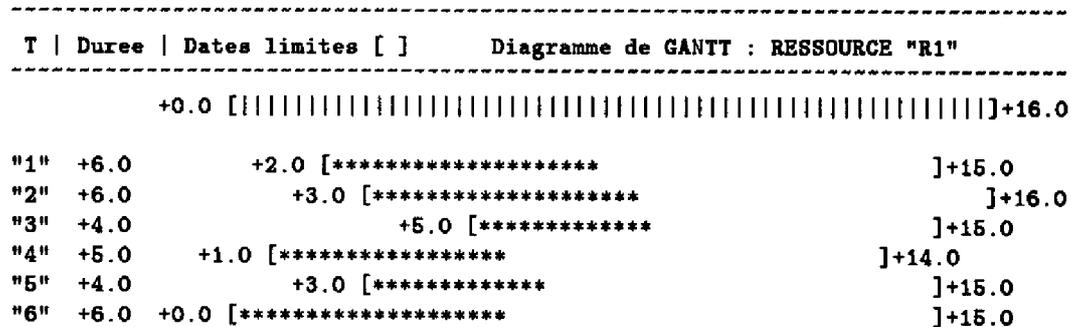 T | Duree | Dates limites [ ] Diagramme de GANTT : RESSOURCE "R1"
+0.0 [||||||||||||||||||||||||||||||||||||||||||||||||||||||||]+16.0
"1" +6.0 +2.0 [******************** ]+15.0
"2" +6.0 +3.0 [******************** ]+16.0
"3" +4.0 +5.0 [************* ]+15.0
"4" +5.0 +1.0 [***************** ]+14.0
"5" +4.0 +3.0 [************* ]+15.0
"6" +6.0 +0.0 [******************** ]+15.0